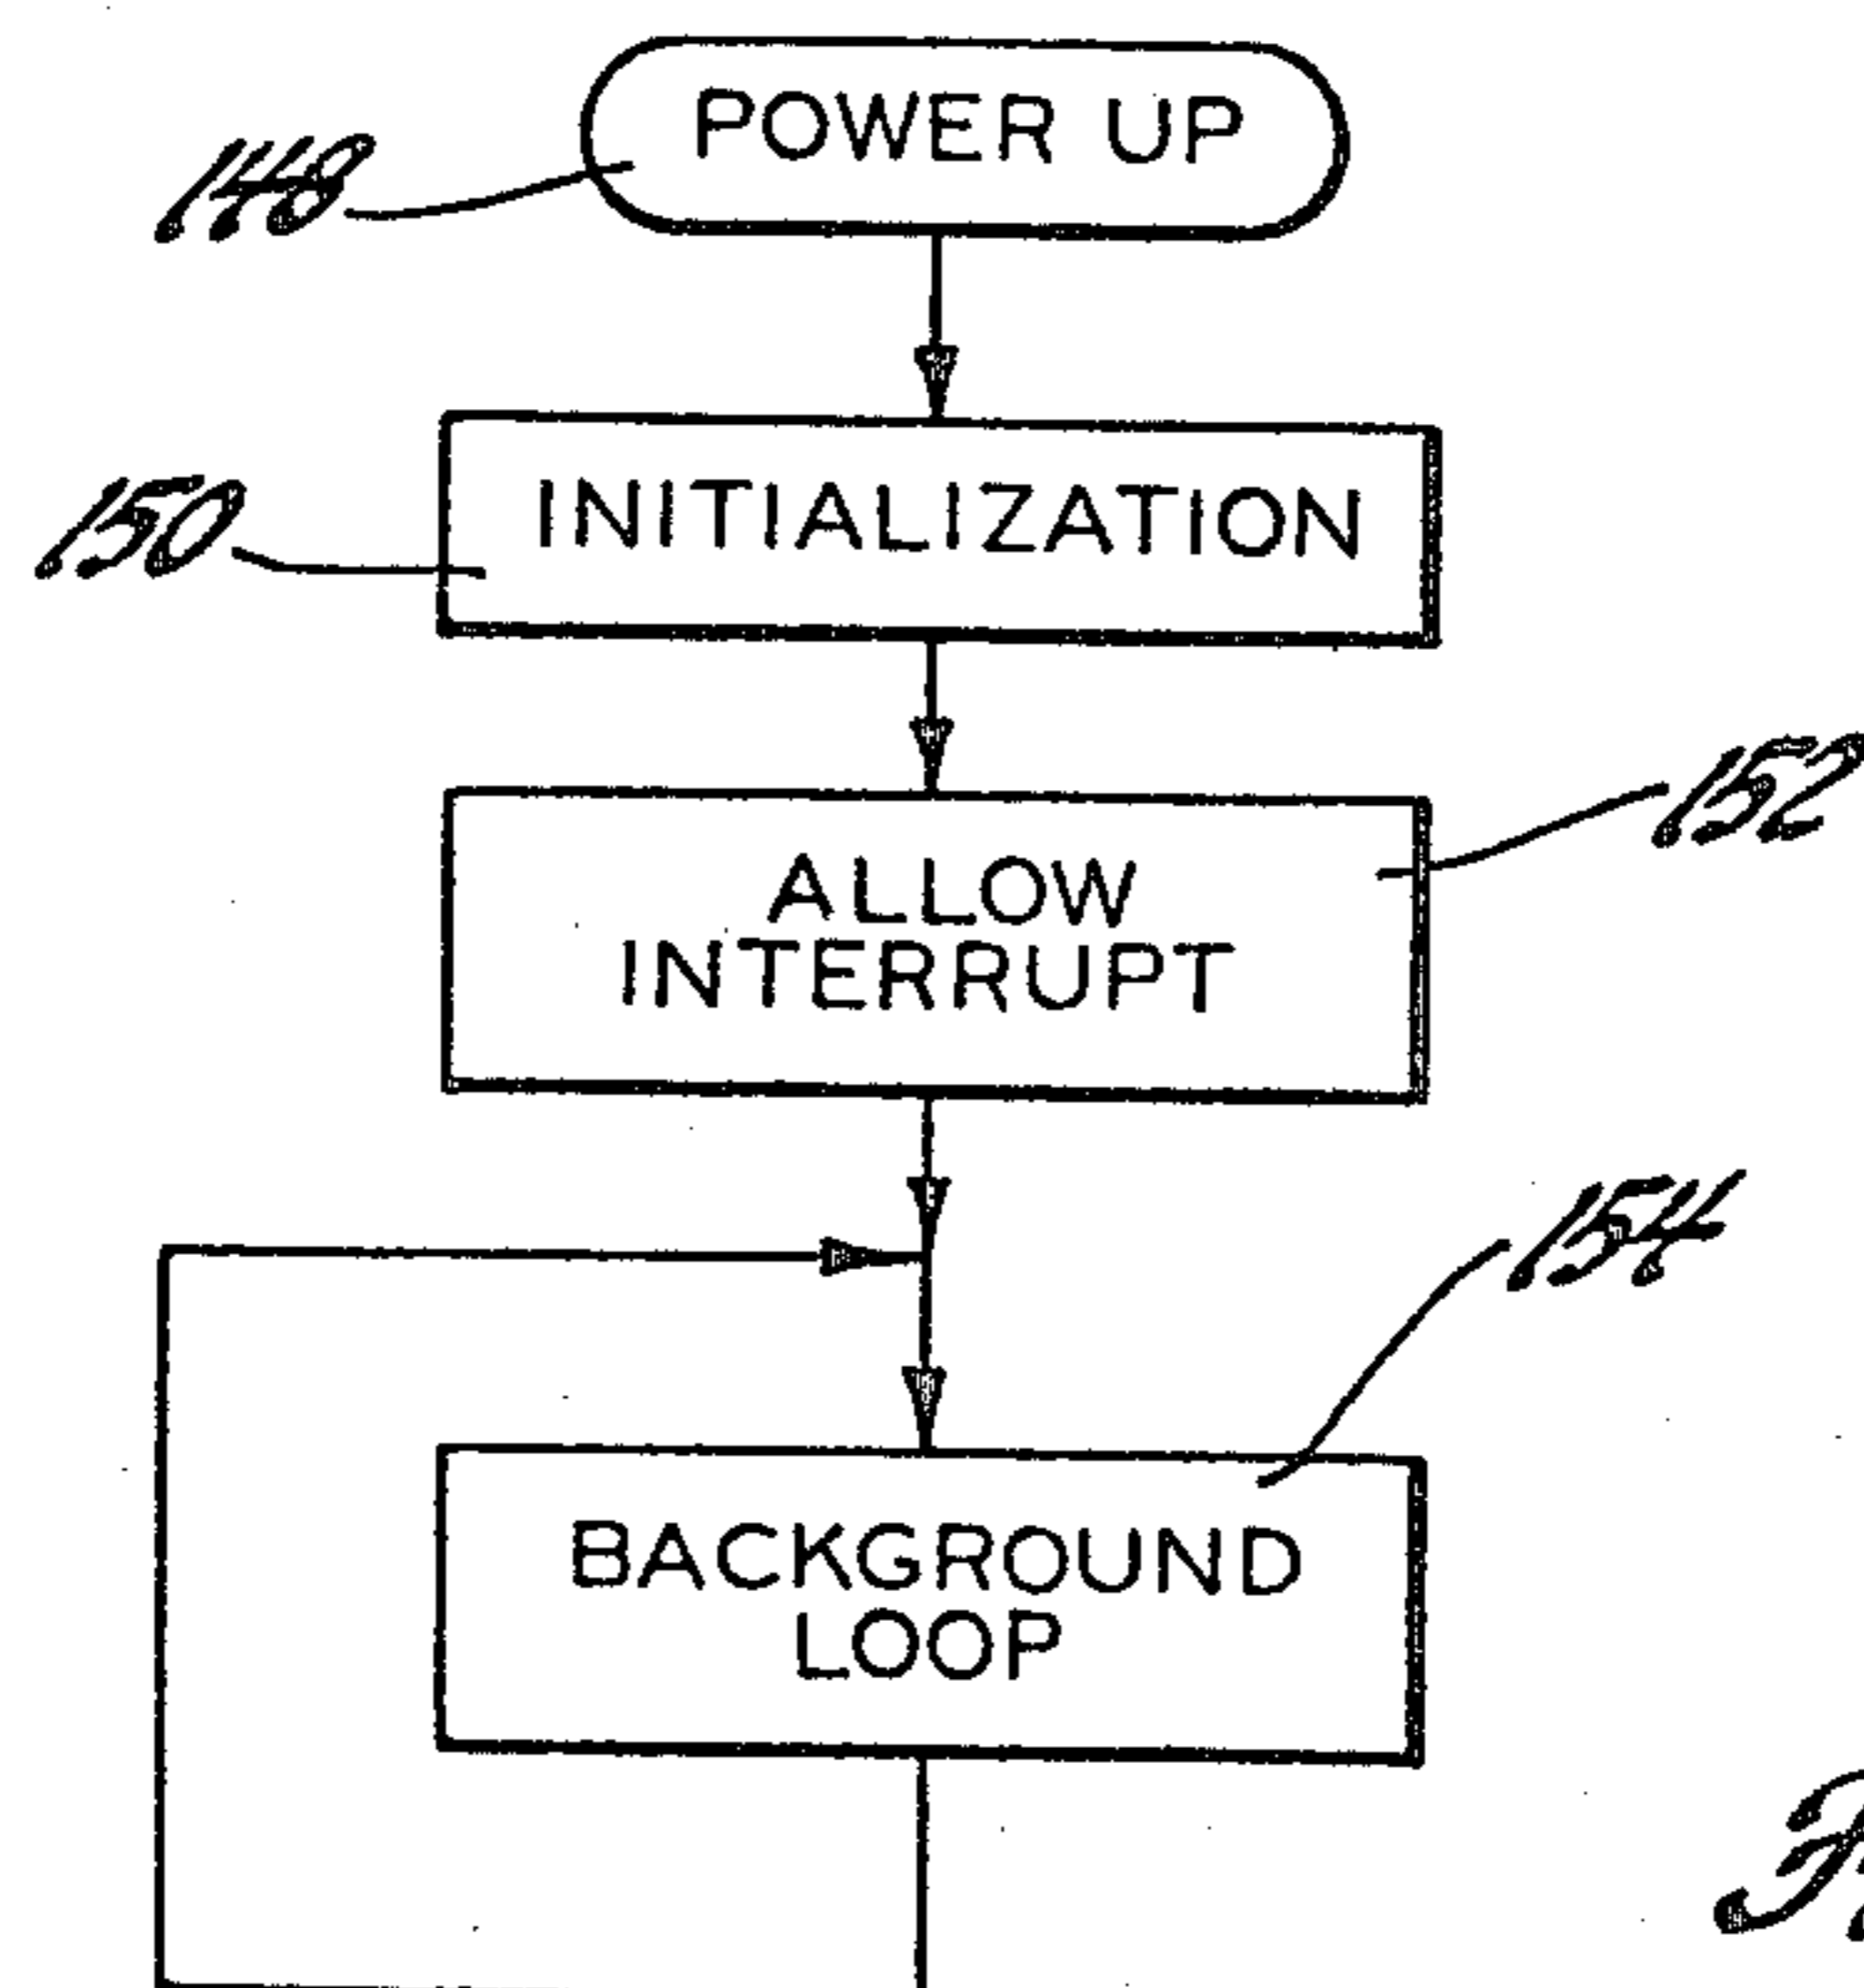 POWER UP
148
INITIALIZATION
150
152
ALLOW
INTERRUPT
154
BACKGROUND
LOOP